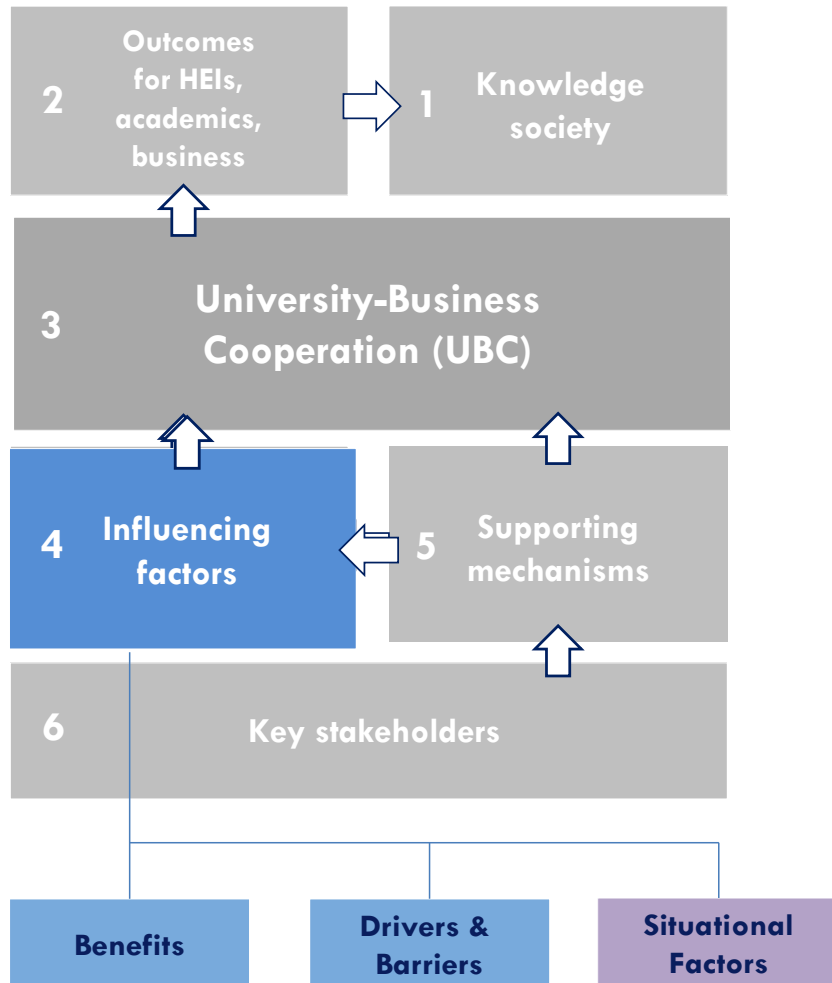 2
Outcomes
for HEIs,
academics,
business
1
Knowledge
society
3
University-Business
Cooperation (UBC)
4
Influencing
factors
5
Supporting
mechanisms
6
Key stakeholders
Benefits
Drivers &
Barriers
Situational
Factors